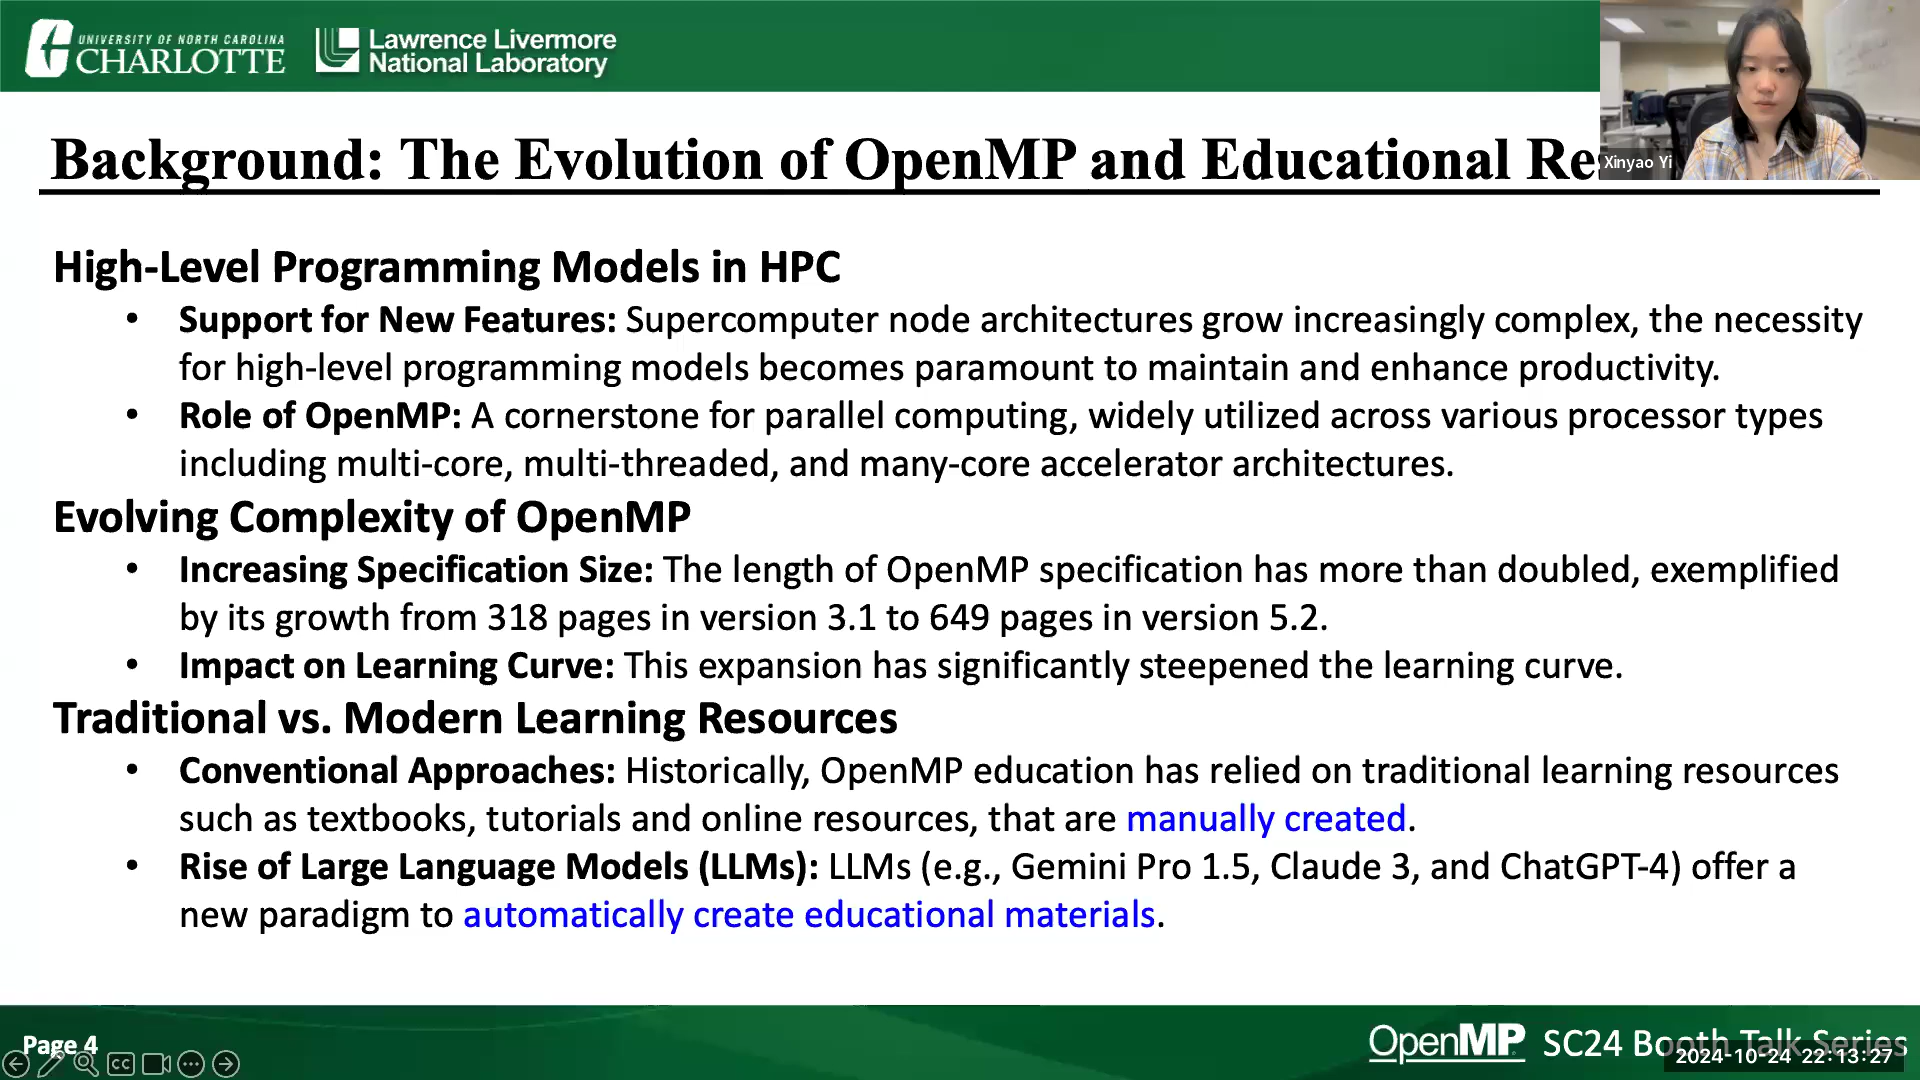 UNIVERSITY OF NORTH CAROLINA
CHARLOTTE
Lawrence Livermore
National Laboratory
Background: The Evolution of OpenMP and Educational Res
Xinyao Yi
High-Level Programming Models in HPC
• Support for New Features: Supercomputer node architectures grow increasingly complex, the necessity
for high-level programming models becomes paramount to maintain and enhance productivity.
• Role of OpenMP: A cornerstone for parallel computing, widely utilized across various processor types
including multi-core, multi-threaded, and many-core accelerator architectures.
Evolving Complexity of OpenMP
• Increasing Specification Size: The length of OpenMP specification has more than doubled, exemplified
by its growth from 318 pages in version 3.1 to 649 pages in version 5.2.
• Impact on Learning Curve: This expansion has significantly steepened the learning curve.
Traditional vs. Modern Learning Resources
• Conventional Approaches: Historically, OpenMP education has relied on traditional learning resources
such as textbooks, tutorials and online resources, that are manually created.
• Rise of Large Language Models (LLMs): LLMs (e.g., Gemini Pro 1.5, Claude 3, and ChatGPT-4) offer a
new paradigm to automatically create educational materials.
Page 4
CC
OpenMP SC24 Booth Talk Series
2024-10-24 22:13:27